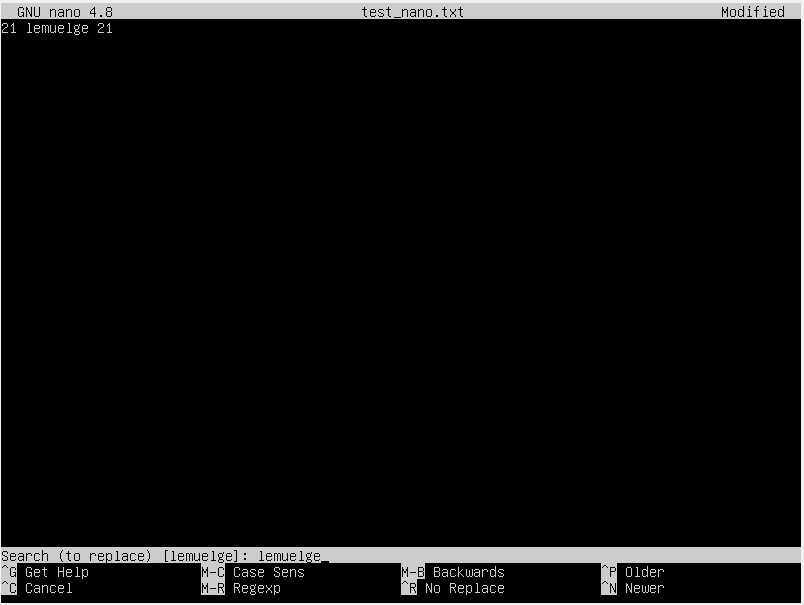 GNU nano 4.8 test_nano.txt Modified
21 lemuelge 21
Search (to replace) [lemuelge]: lemuelge_
^G Get Help M-C Case Sens M-B Backwards ^P Older
^C Cancel M-R Regexp ^R No Replace ^N Newer